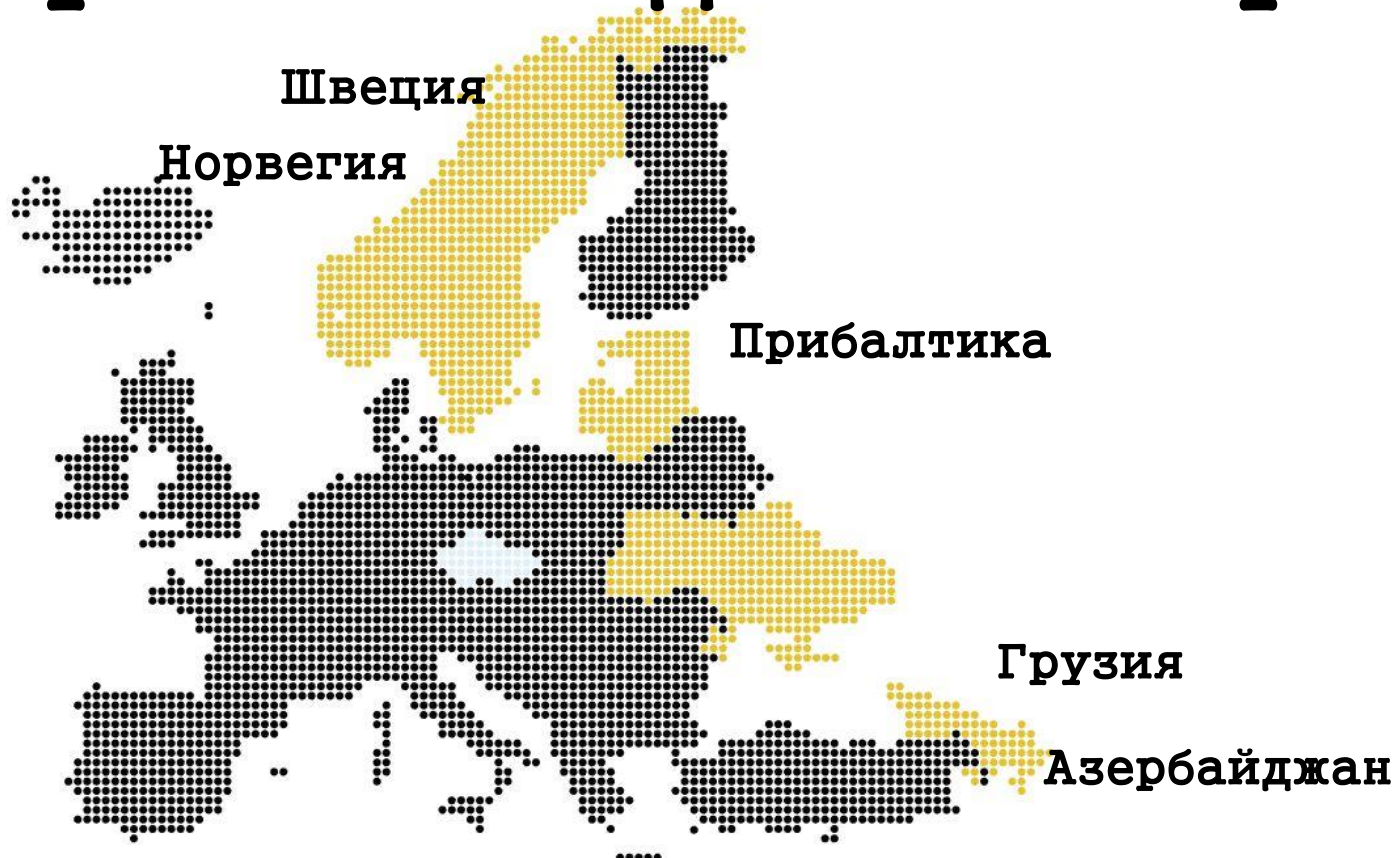 Швеция
Норвегия
Прибалтика
Грузия
Азербайджан